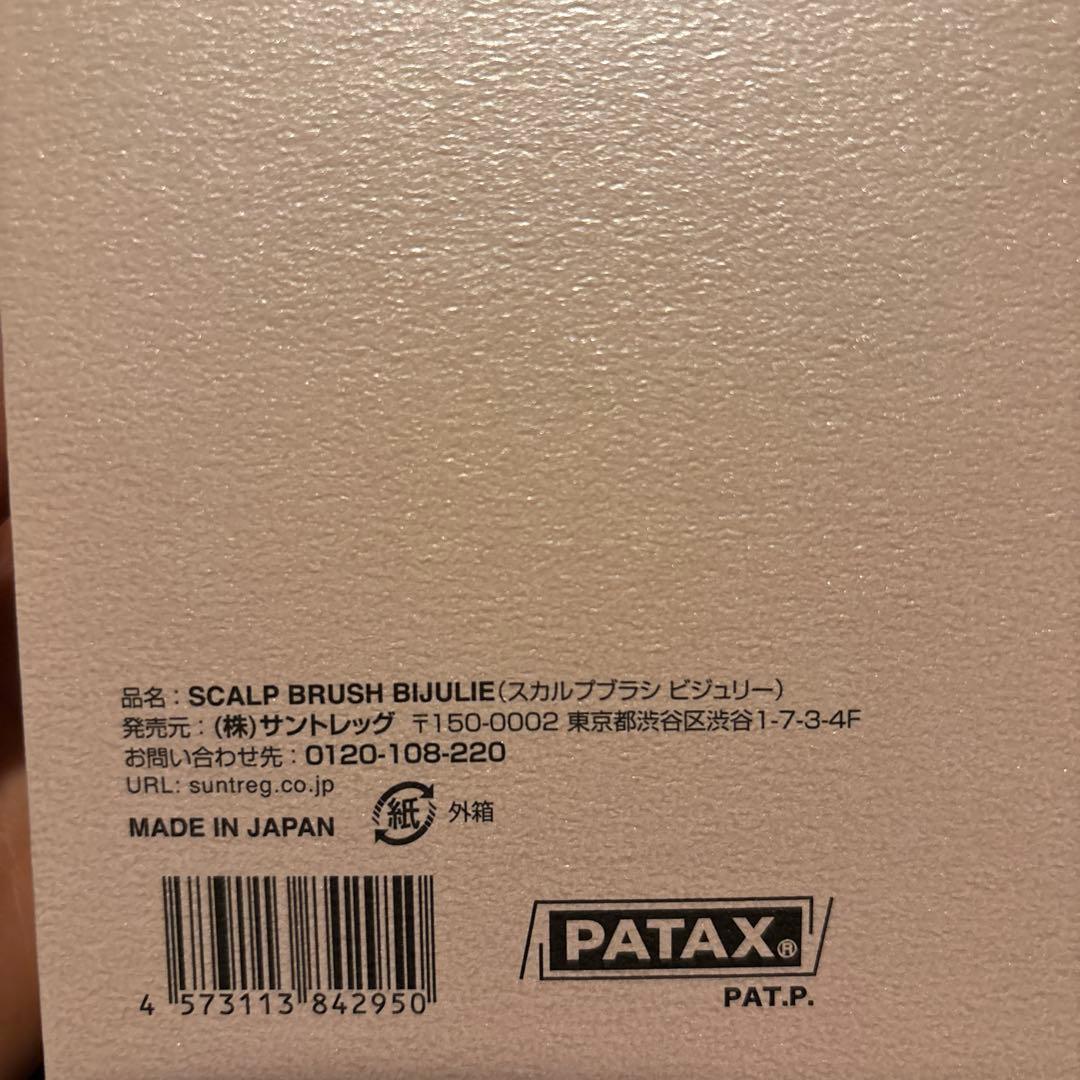 品名：SCALP BRUSH BIJULIE（スカルプブラシ ビジュリー）
発売元：(株)サントレッグ 〒150-0002 東京都渋谷区渋谷1-7-3-4F
お問い合わせ先：0120-108-220
URL: suntreg.co.jp
MADE IN JAPAN 紙 外箱
4 573113 842950
PATAX®
PAT.P.